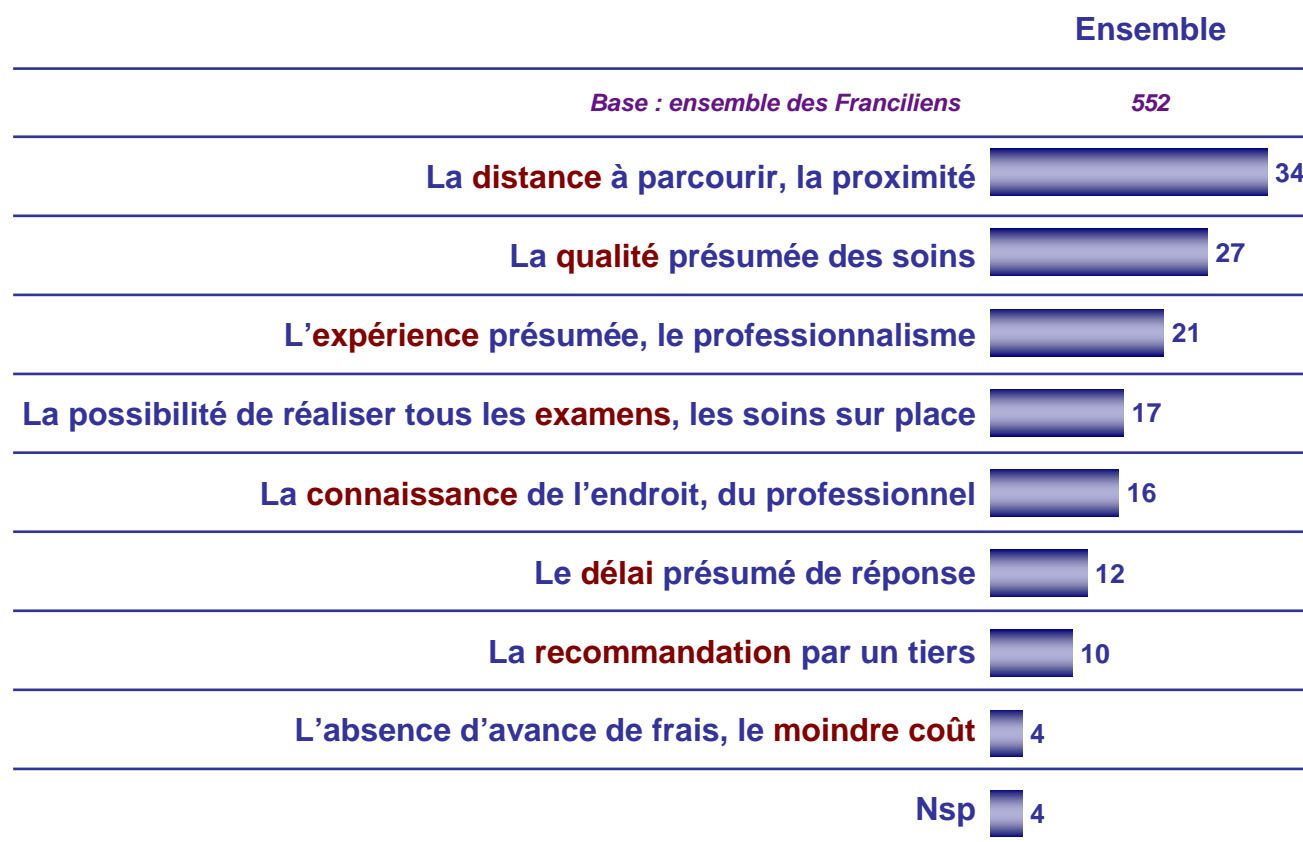 Ensemble
Base : ensemble des Franciliens 552
La distance à parcourir, la proximité 34
La qualité présumée des soins 27
L’expérience présumée, le professionnalisme 21
La possibilité de réaliser tous les examens, les soins sur place 17
La connaissance de l’endroit, du professionnel 16
Le délai présumé de réponse 12
La recommandation par un tiers 10
L’absence d’avance de frais, le moindre coût 4
Nsp 4